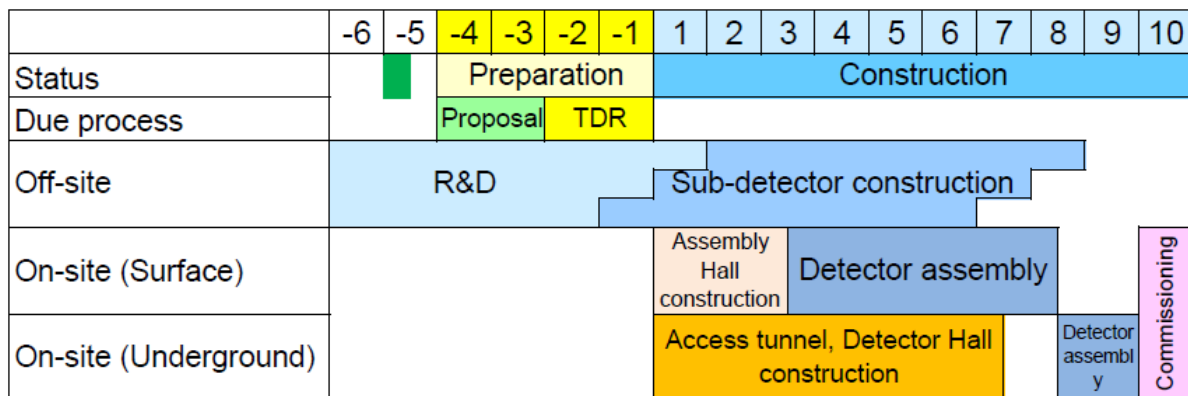 -6 -5 -4 -3 -2 -1 1 2 3 4 5 6 7 8 9 10
Status Preparation Construction
Due process Proposal TDR
Off-site R&D Sub-detector construction
On-site (Surface)
Assembly
Hall
construction
Detector assembly
On-site (Underground)
Access tunnel, Detector Hall
construction
Detector
assembl
y
Commissioning